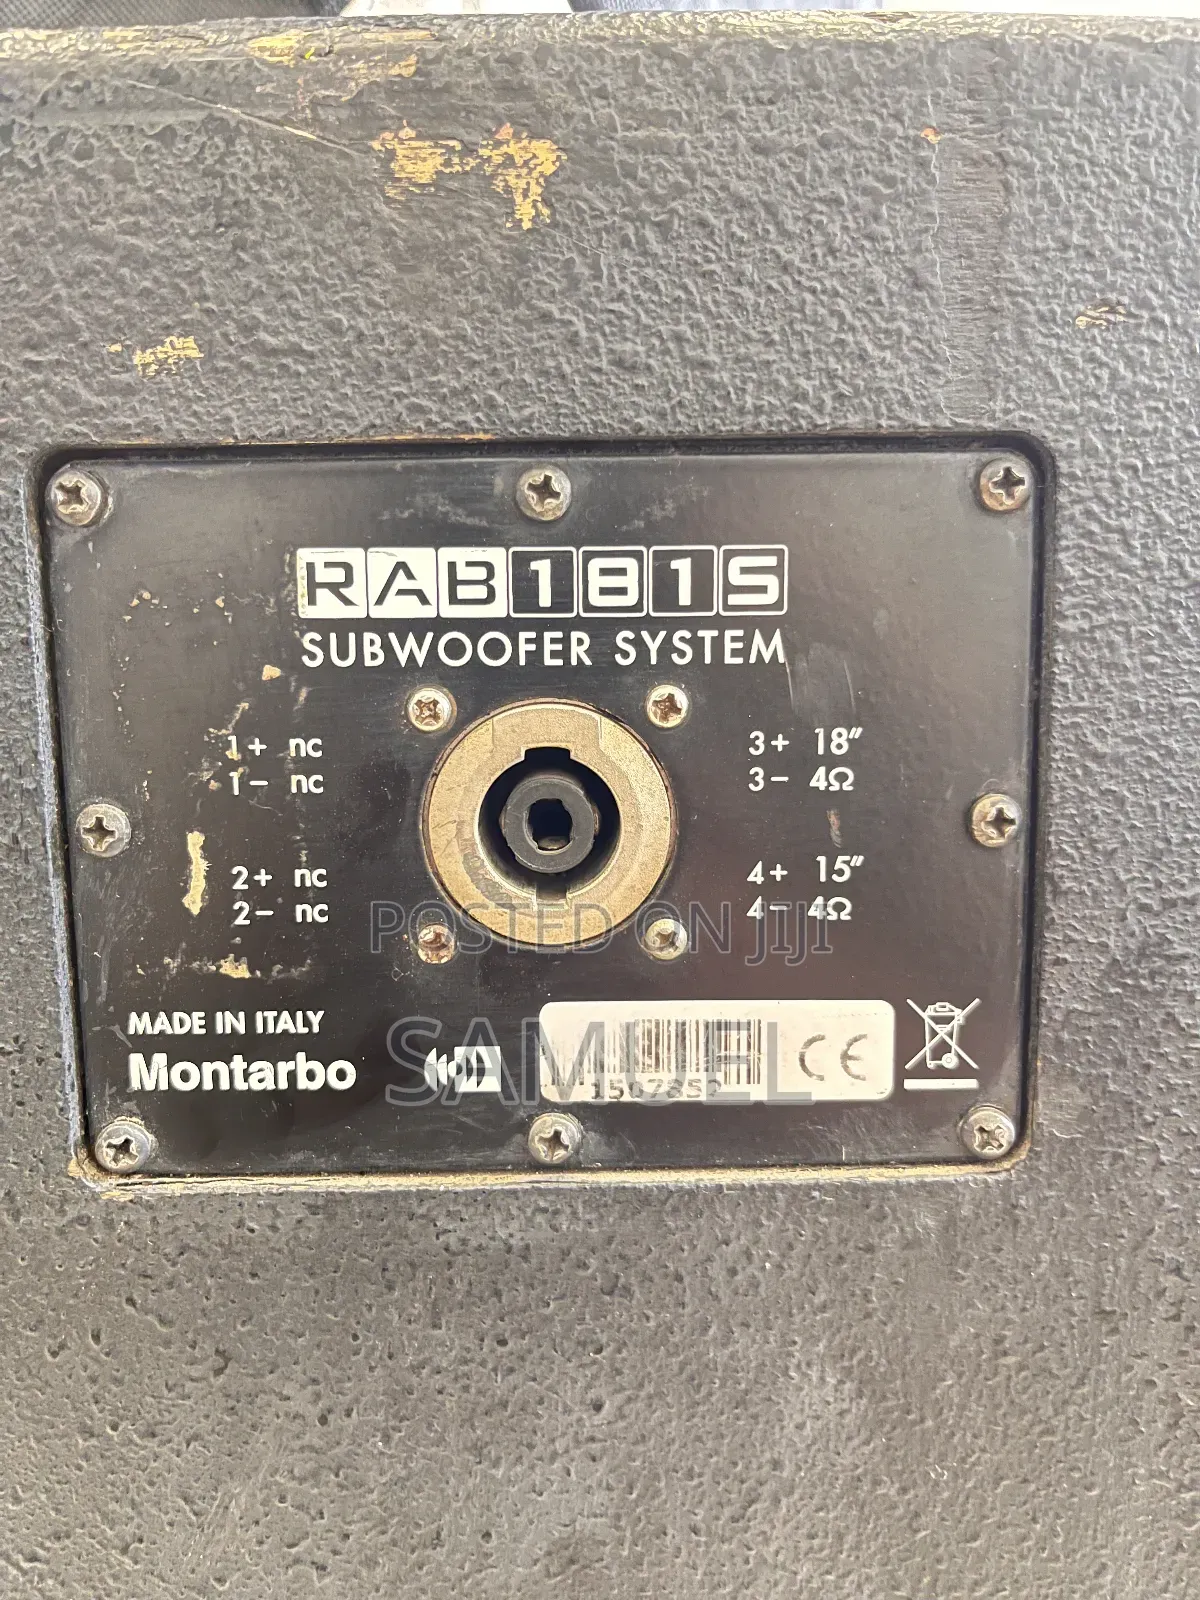 RAB181S
SUBWOOFER SYSTEM
1+ nc
1- nc
3+ 18"
3- 4Ω
2+ nc
2- nc
4+ 15"
4- 4Ω
POSTED ON JIJI
MADE IN ITALY
Montarbo
SAMUEL
CE